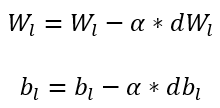 W_l = W_l − α ∗ dW_l
b_l = b_l − α ∗ db_l